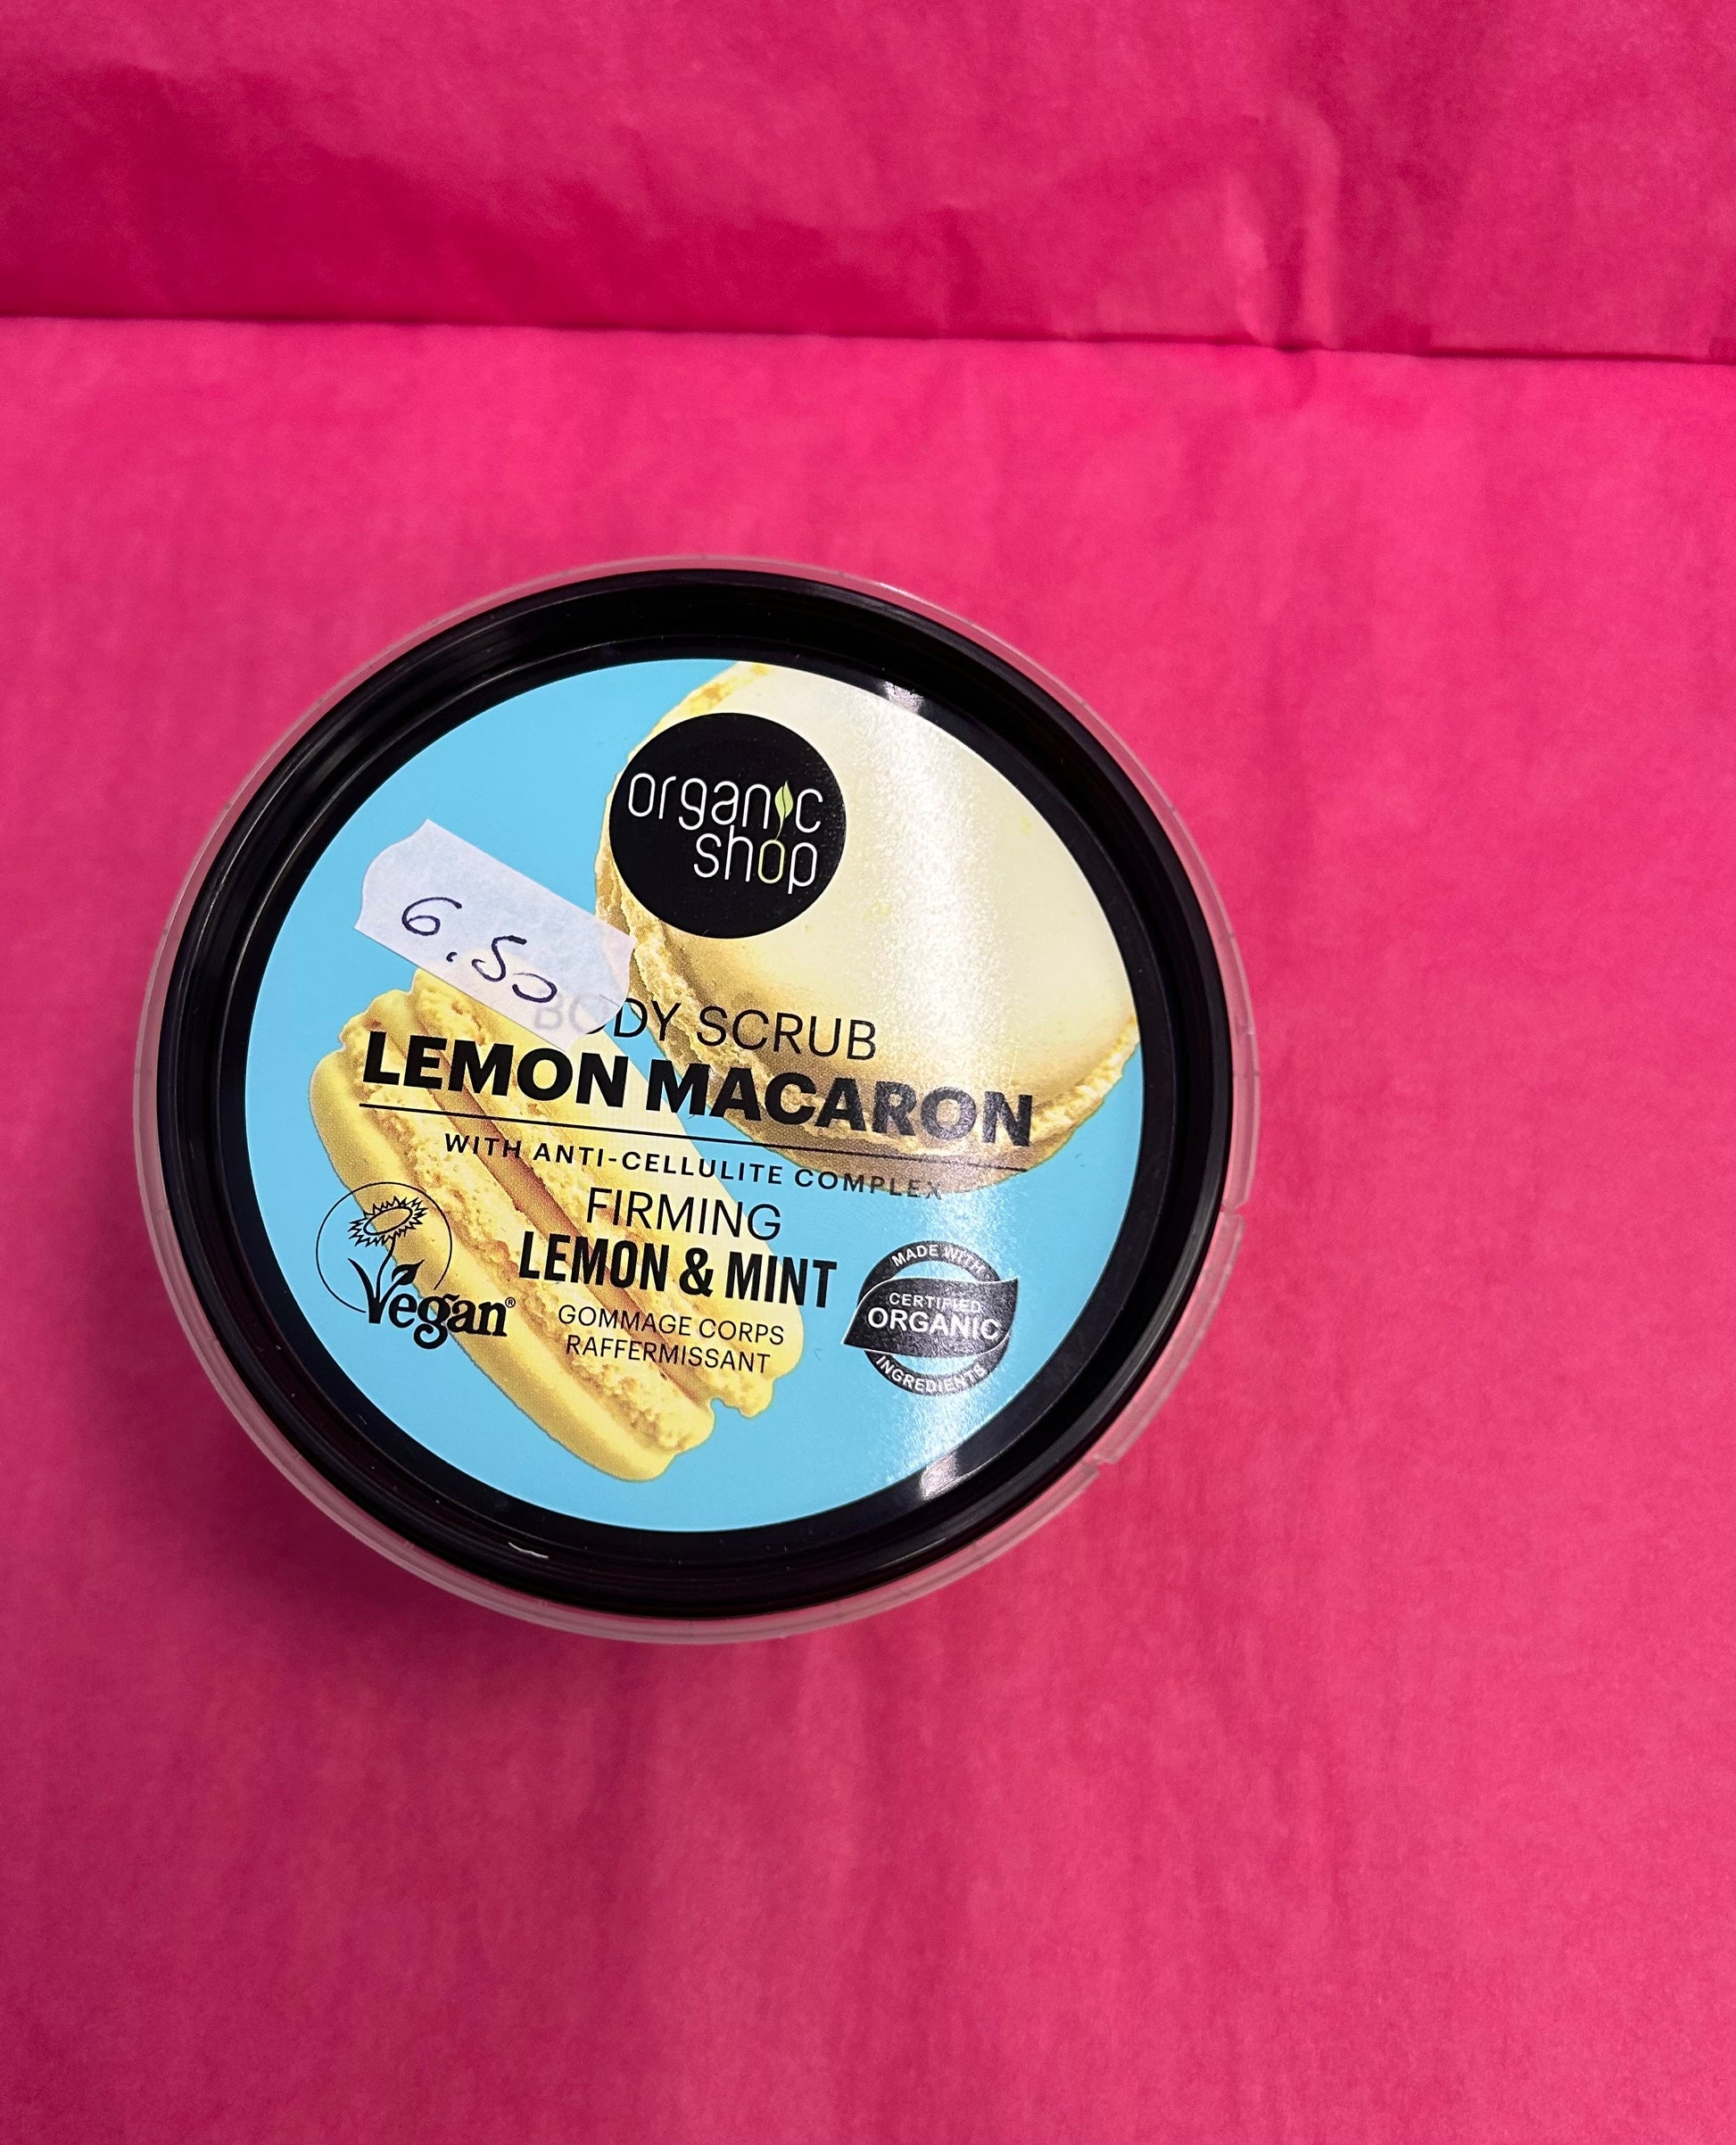 organic
shop
6.50
BODY SCRUB
LEMON MACARON
WITH ANTI-CELLULITE COMPLEX
FIRMING
LEMON & MINT
GOMMAGE CORPS
RAFFERMISSANT
Vegan®
MADE WITH
CERTIFIED
ORGANIC
INGREDIENTS